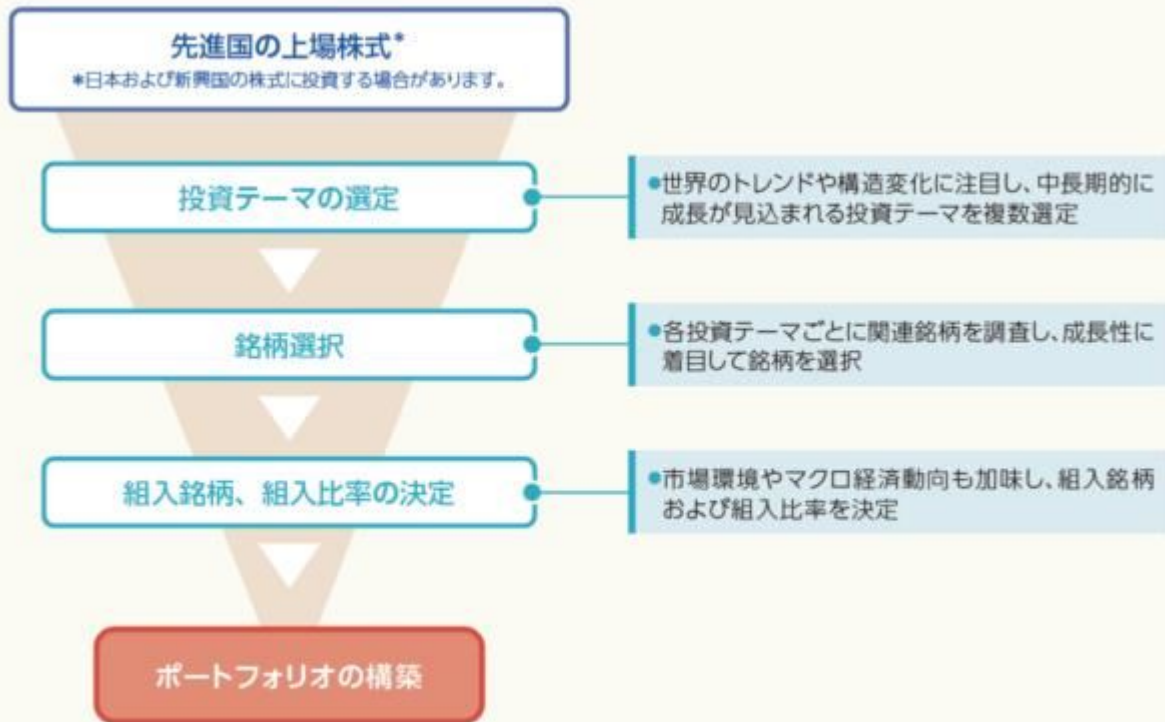 先進国の上場株式*
*日本および新興国の株式に投資する場合があります。
投資テーマの選定
●世界のトレンドや構造変化に注目し、中長期的に
成長が見込まれる投資テーマを複数選定
銘柄選択
●各投資テーマごとに関連銘柄を調査し、成長性に
着目して銘柄を選択
組入銘柄、組入比率の決定
●市場環境やマクロ経済動向も加味し、組入銘柄
および組入比率を決定
ポートフォリオの構築